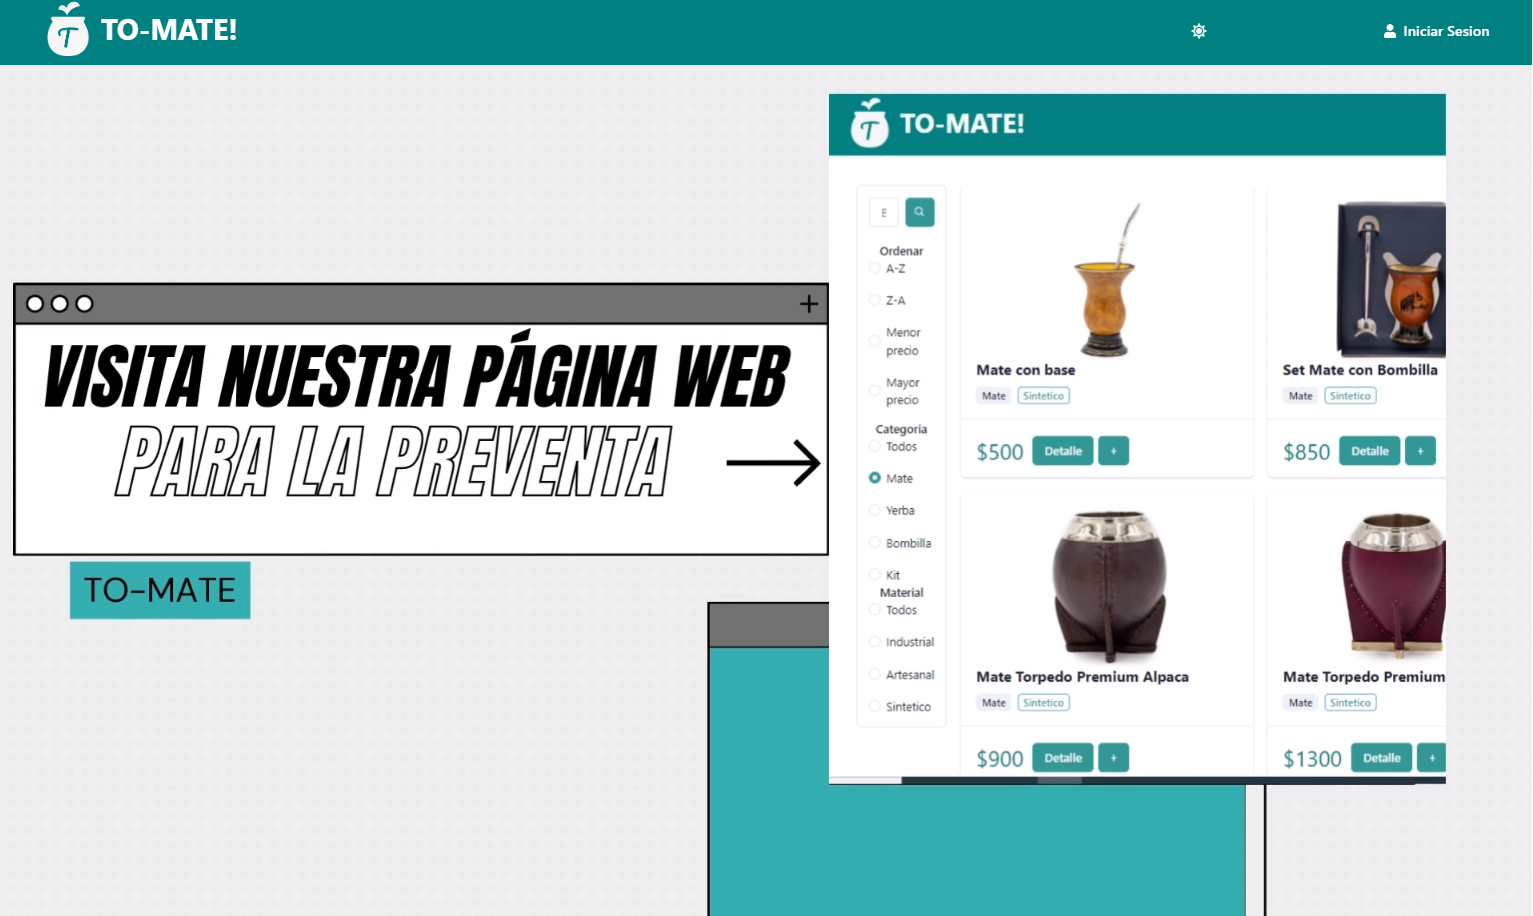 TO-MATE!
Iniciar Sesion
VISITA NUESTRA PÁGINA WEB
PARA LA PREVENTA
TO-MATE
T TO-MATE!
Ordenar
A-Z
Z-A
Menor
precio
Mayor
precio
Categoria
Todos
Mate
Yerba
Bombilla
Kit
Material
Todos
Industrial
Artesanal
Sintetico
Mate con base
Mate Sintetico
$500 Detalle +
Set Mate con Bombilla
Mate Sintetico
$850 Detalle +
Mate Torpedo Premium Alpaca
Mate Sintetico
$900 Detalle +
Mate Torpedo Premium
Mate Sintetico
$1300 Detalle +